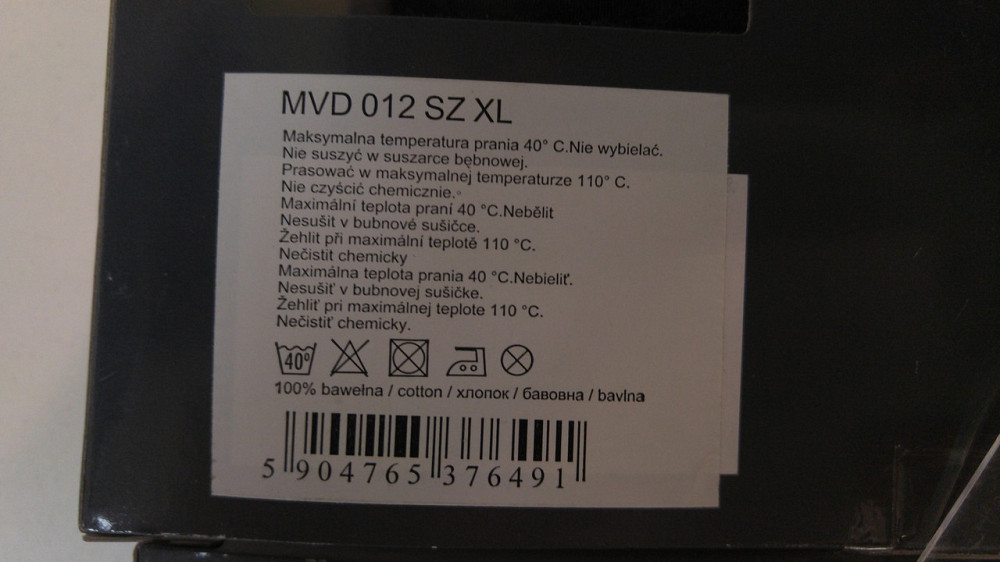 MVD 012 SZ XL
Maksymalna temperatura prania 40° C.Nie wybielać.
Nie suszyć w suszarce bębnowej.
Prasować w maksymalnej temperaturze 110° C.
Nie czyścić chemicznie.°
Maximální teplota praní 40 °C.Nebělit
Nesušit v bubnové sušičce.
Žehlit při maximální teplotě 110 °C.
Nečistit chemicky
Maximálna teplota prania 40 °C.Nebieliť.
Nesušiť v bubnovej sušičke.
Žehliť pri maximálnej teplote 110 °C.
Nečistiť chemicky.
40°
100% bawełna / cotton / хлопок / бавовна / bavlna
5 904765 376491